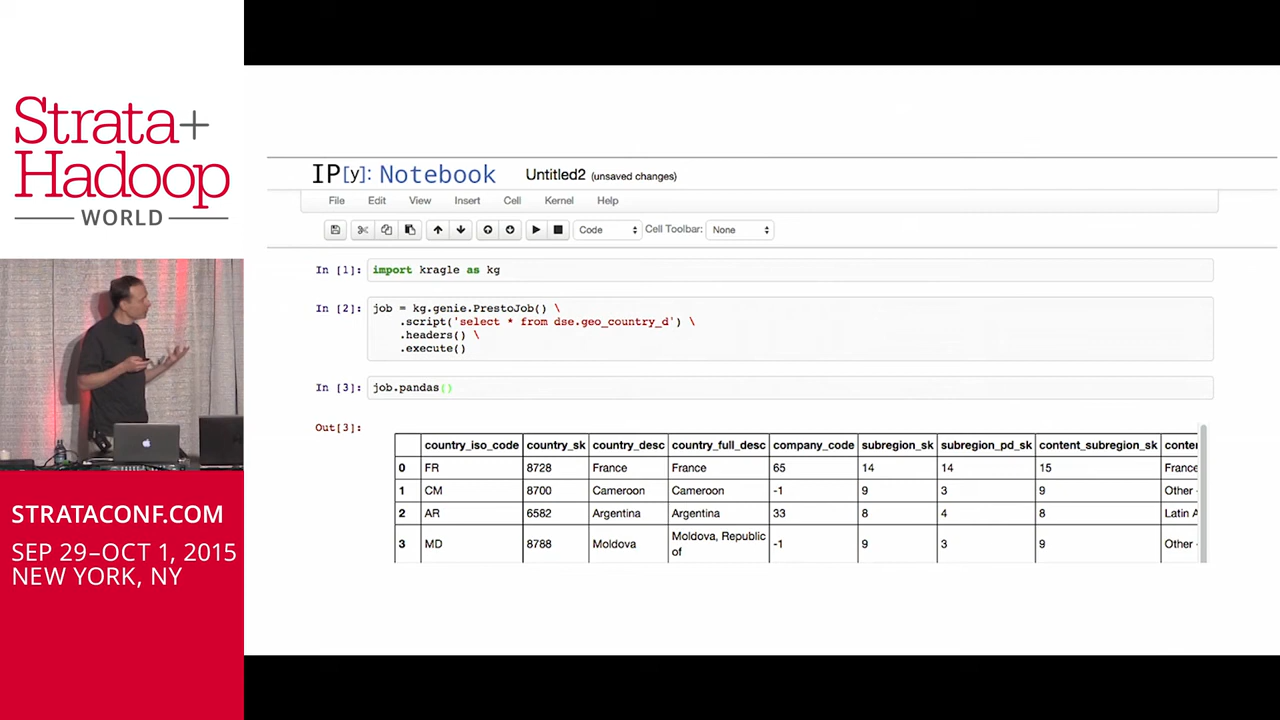 Strata+
Hadoop
WORLD
STRATACONF.COM
SEP 29–OCT 1, 2015
NEW YORK, NY
IP[y]: Notebook Untitled2 (unsaved changes)
File Edit View Insert Cell Kernel Help
Code Cell Toolbar: None
In [1]: import kragle as kg
In [2]: job = kg.genie.PrestoJob() \
.script('select * from dse.geo_country_d') \
.headers() \
.execute()
In [3]: job.pandas()
Out[3]:
country_iso_code country_sk country_desc country_full_desc company_code subregion_sk subregion_pd_sk content_subregion_sk conter
0 FR 8728 France France 65 14 14 15 France
1 CM 8700 Cameroon Cameroon -1 9 3 9 Other -
2 AR 6582 Argentina Argentina 33 8 4 8 Latin A
3 MD 8788 Moldova Moldova, Republic of -1 9 3 9 Other -